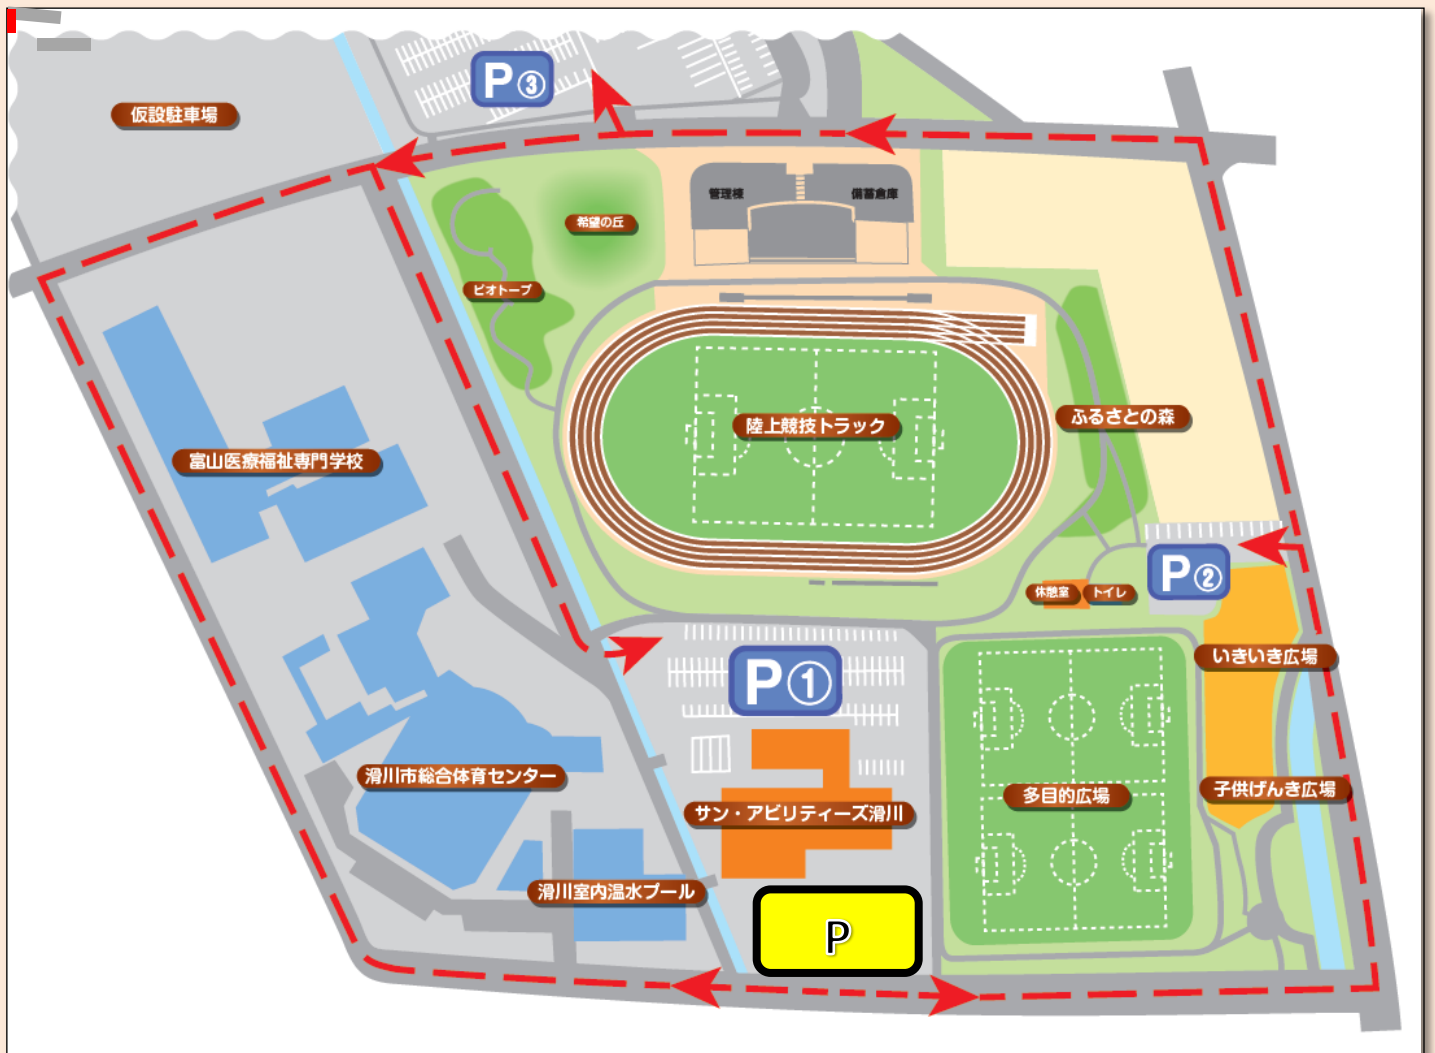 P③
仮設駐車場
管理棟
備蓄倉庫
希望の丘
ビオトープ
陸上競技トラック
ふるさとの森
富山医療福祉専門学校
P②
休憩室
トイレ
いきいき広場
P①
滑川市総合体育センター
子供げんき広場
多目的広場
サン・アビリティーズ滑川
滑川室内温水プール
P